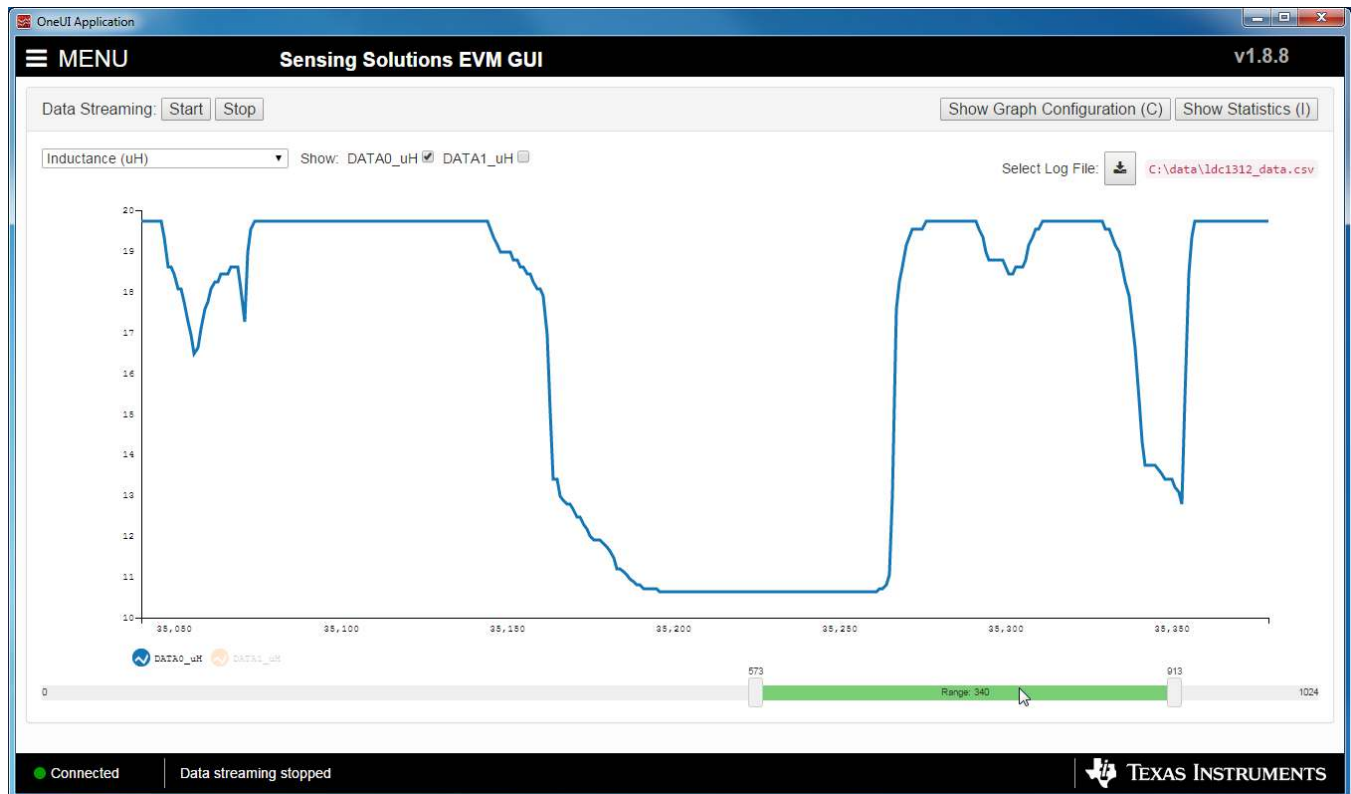 OneUI Application
MENU
Sensing Solutions EVM GUI
v1.8.8
Data Streaming: Start Stop
Show Graph Configuration (C) Show Statistics (I)
Inductance (uH)
Show: DATA0_uH DATA1_uH
Select Log File: C:\data\ldc1312_data.csv
20
19
18
17
16
15
14
13
12
11
10
35,050 35,100 35,150 35,200 35,250 35,300 35,350
DATA0_uH DATA1_uH
573 913
0 Range: 340 1024
Connected Data streaming stopped
TEXAS INSTRUMENTS